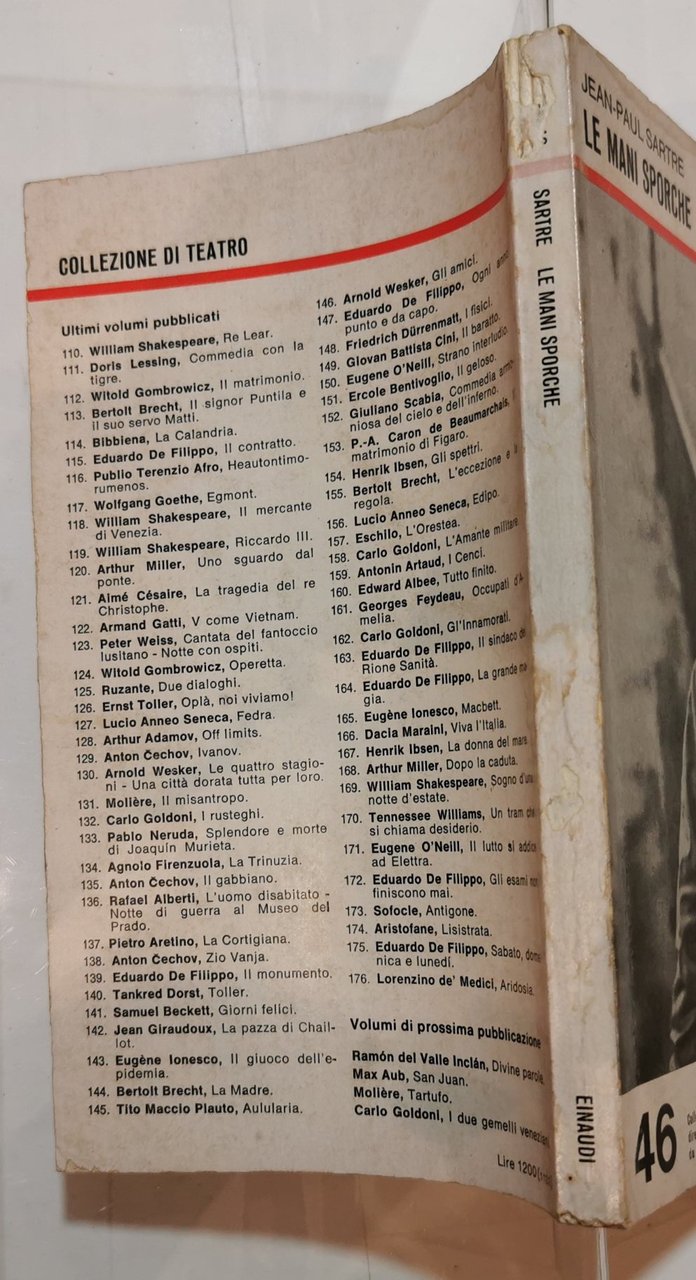 COLLEZIONE DI TEATRO
Ultimi volumi pubblicati
110. William Shakespeare, Re Lear.
111. Doris Lessing, Commedia con la
tigre.
112. Witold Gombrowicz, Il matrimonio.
113. Bertolt Brecht, Il signor Puntila e
il suo servo Matti.
114. Bibbiena, La Calandria.
115. Eduardo De Filippo, Il contratto.
116. Publio Terenzio Afro, Heautontimo-
rumenos.
117. Wolfgang Goethe, Egmont.
118. William Shakespeare, Il mercante
di Venezia.
119. William Shakespeare, Riccardo III.
120. Arthur Miller, Uno sguardo dal
ponte.
121. Aimé Césaire, La tragedia del re
Christophe.
122. Armand Gatti, V come Vietnam.
123. Peter Weiss, Cantata del fantoccio
lusitano - Notte con ospiti.
124. Witold Gombrowicz, Operetta.
125. Ruzante, Due dialoghi.
126. Ernst Toller, Oplà, noi viviamo!
127. Lucio Anneo Seneca, Fedra.
128. Arthur Adamov, Off limits.
129. Anton Čechov, Ivanov.
130. Arnold Wesker, Le quattro stagio-
ni - Una città dorata tutta per loro.
131. Molière, Il misantropo.
132. Carlo Goldoni, I rusteghi.
133. Pablo Neruda, Splendore e morte
di Joaquín Murieta.
134. Agnolo Firenzuola, La Trinuzia.
135. Anton Čechov, Il gabbiano.
136. Rafael Alberti, L'uomo disabitato -
Notte di guerra al Museo del
Prado.
137. Pietro Aretino, La Cortigiana.
138. Anton Čechov, Zio Vanja.
139. Eduardo De Filippo, Il monumento.
140. Tankred Dorst, Toller.
141. Samuel Beckett, Giorni felici.
142. Jean Giraudoux, La pazza di Chail-
lot.
143. Eugène Ionesco, Il giuoco dell'e-
pidemia.
144. Bertolt Brecht, La Madre.
145. Tito Maccio Plauto, Aulularia.
146. Arnold Wesker, Gli amici.
147. Eduardo De Filippo, Ogni anno
punto e da capo.
148. Friedrich Dürrenmatt, I fisici.
149. Giovan Battista Cini, Il baratto.
150. Eugene O'Neill, Strano interludio.
151. Ercole Bentivoglio, Il geloso.
152. Giuliano Scabia, Commedia armo-
niosa del cielo e dell'inferno.
153. P.-A. Caron de Beaumarchais,
matrimonio di Figaro.
154. Henrik Ibsen, Gli spettri.
155. Bertolt Brecht, L'eccezione e l
regola.
156. Lucio Anneo Seneca, Edipo.
157. Eschilo, L'Orestea.
158. Carlo Goldoni, L'Amante militare
159. Antonin Artaud, I Cenci.
160. Edward Albee, Tutto finito.
161. Georges Feydeau, Occupati d'A-
melia.
162. Carlo Goldoni, Gl'Innamorati.
163. Eduardo De Filippo, Il sindaco del
Rione Sanità.
164. Eduardo De Filippo, La grande ma
gia.
165. Eugène Ionesco, Macbett.
166. Dacia Maraini, Viva l'Italia.
167. Henrik Ibsen, La donna del mare
168. Arthur Miller, Dopo la caduta.
169. William Shakespeare, Sogno d'una
notte d'estate.
170. Tennessee Williams, Un tram che
si chiama desiderio.
171. Eugene O'Neill, Il lutto si addice
ad Elettra.
172. Eduardo De Filippo, Gli esami non
finiscono mai.
173. Sofocle, Antigone.
174. Aristofane, Lisistrata.
175. Eduardo De Filippo, Sabato, dome
nica e lunedí.
176. Lorenzino de' Medici, Aridosia
Volumi di prossima pubblicazione
Ramón del Valle Inclán, Divine parole.
Max Aub, San Juan.
Molière, Tartufo.
Carlo Goldoni, I due gemelli venezian
Lire 1200
SARTRE LE MANI SPORCHE
EINAUDI
JEAN-PAUL SARTRE
LE MANI SPORCHE
46